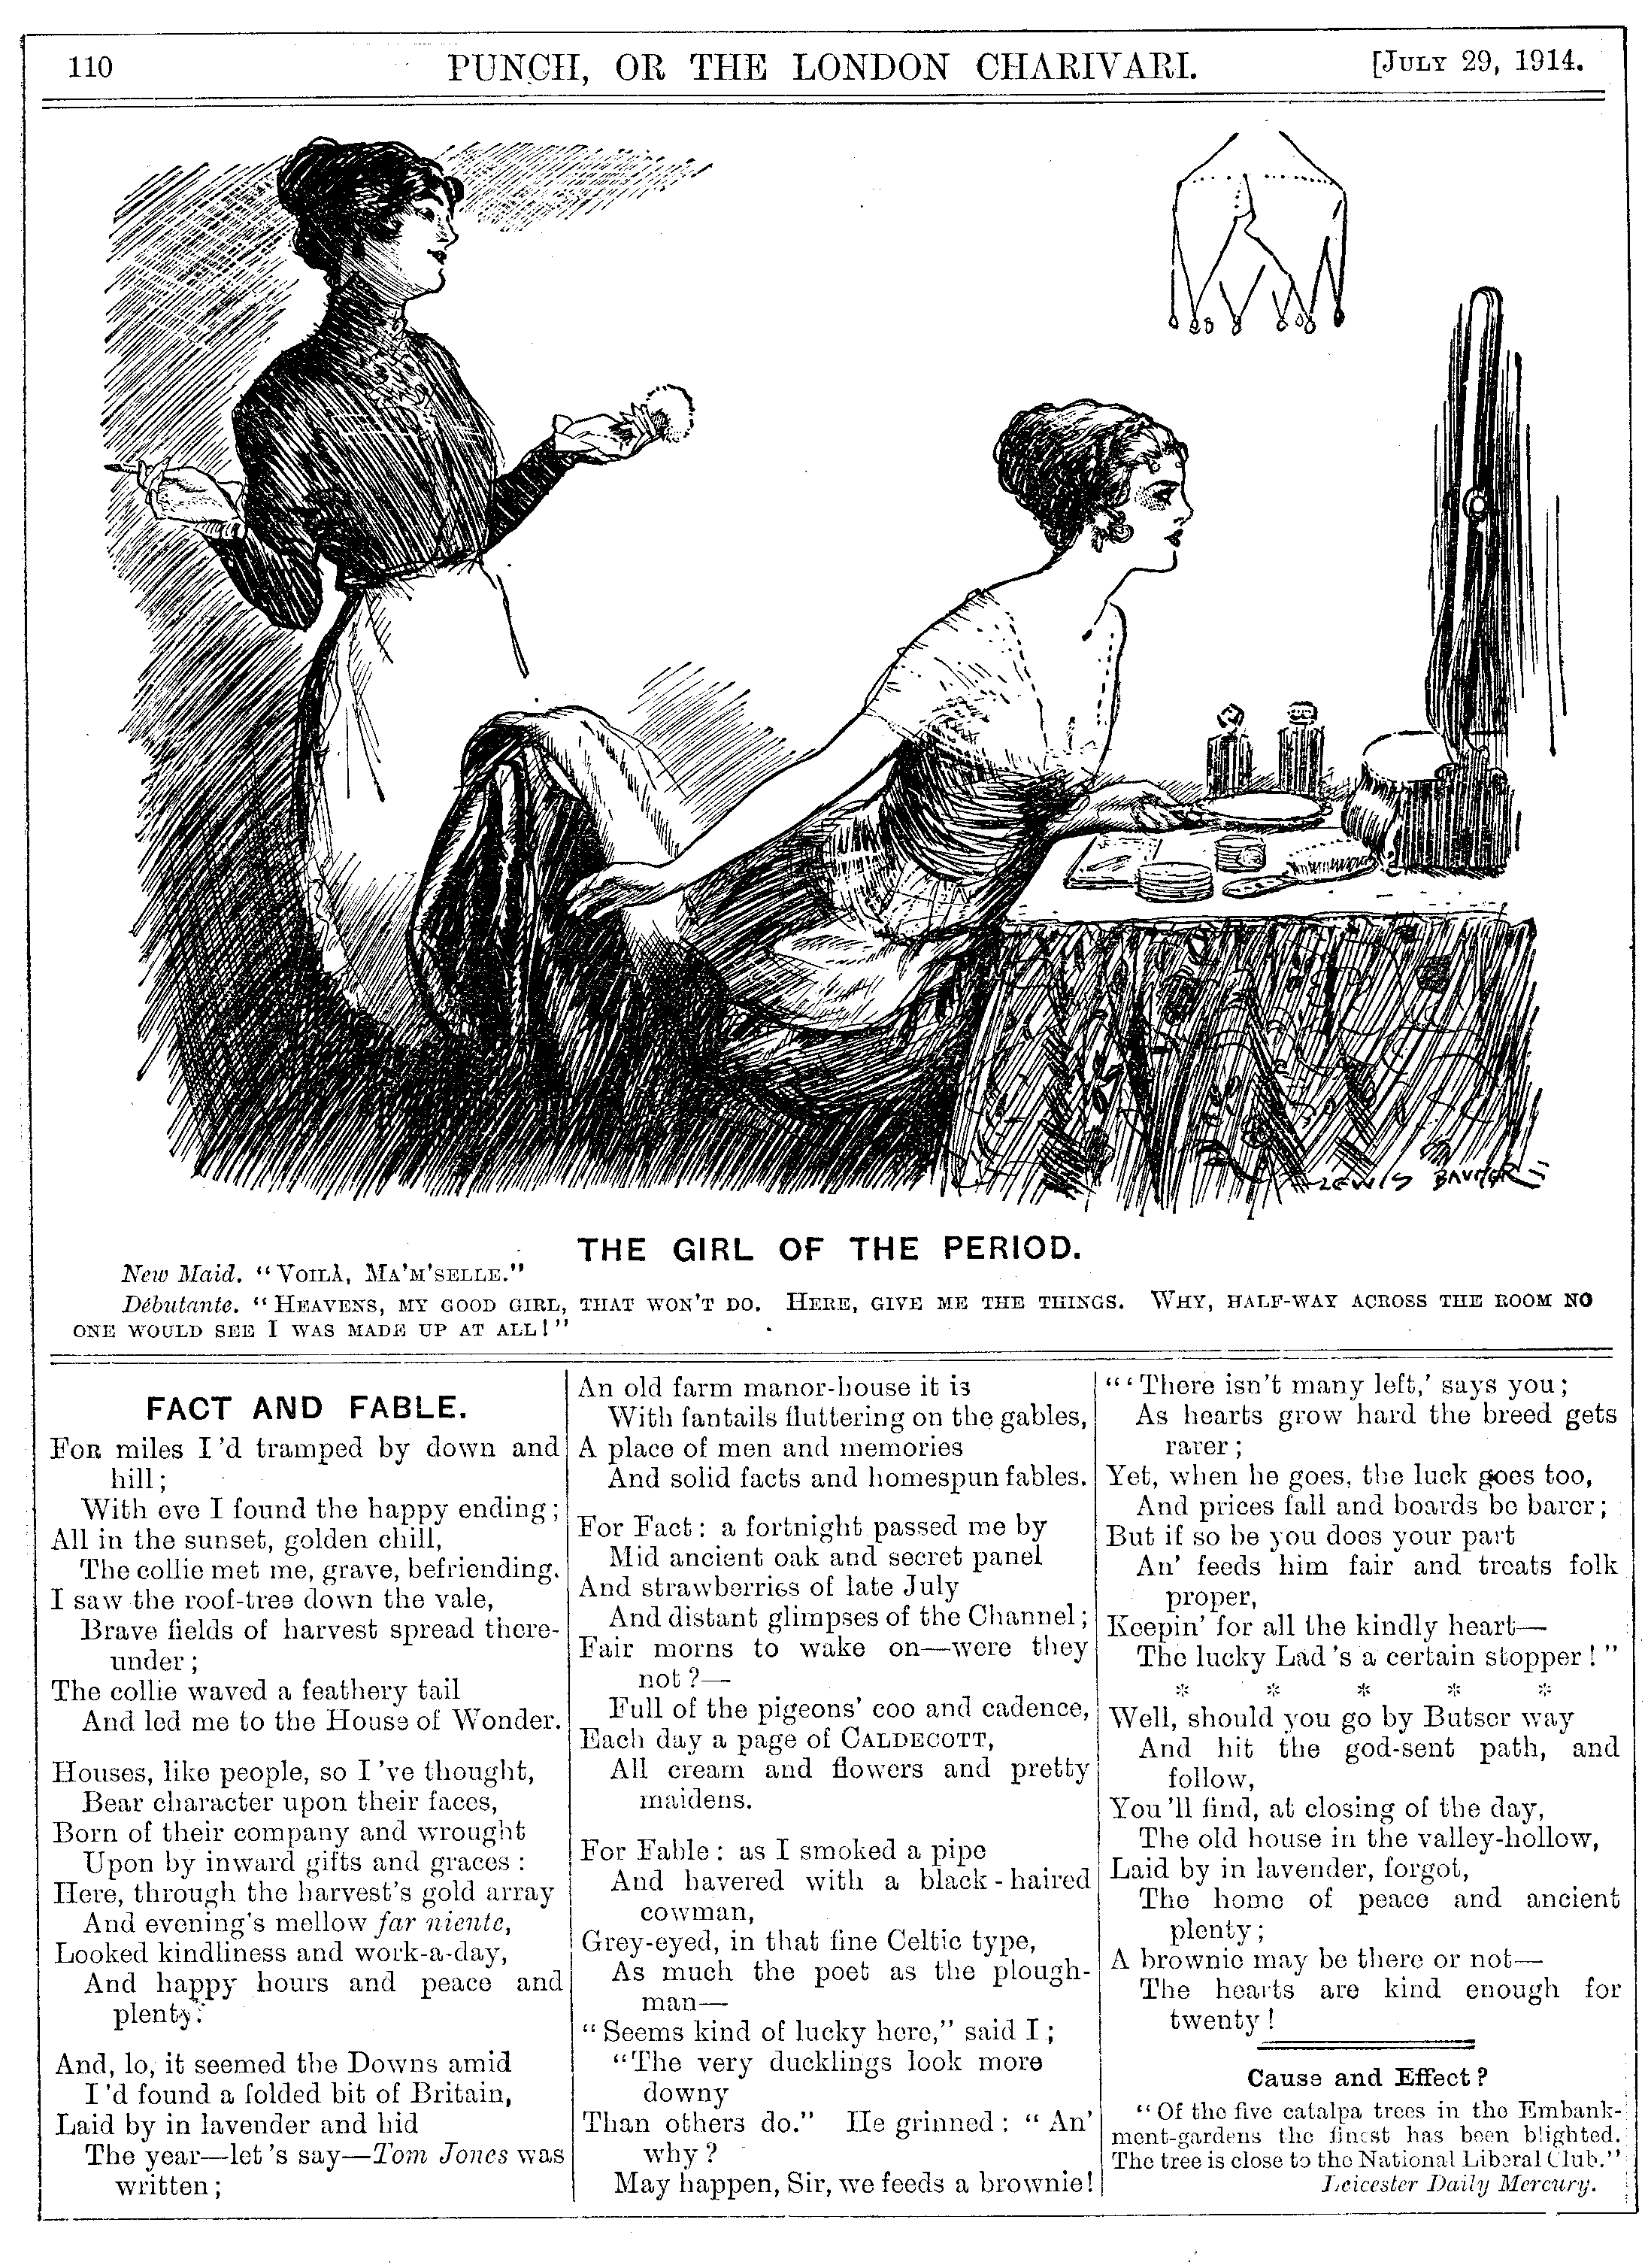 110
PUNCH, OR THE LONDON CHARIVARI.
[JULY 29, 1914.
LEWIS BAUMER
THE GIRL OF THE PERIOD.
New Maid. "VOILÀ, MA'M'SELLE."
Débutante. "HEAVENS, MY GOOD GIRL, THAT WON'T DO. HERE, GIVE ME THE THINGS. WHY, HALF-WAY ACROSS THE ROOM NO
ONE WOULD SEE I WAS MADE UP AT ALL!"
FACT AND FABLE.
FOR miles I'd tramped by down and
hill;
With eve I found the happy ending;
All in the sunset, golden chill,
The collie met me, grave, befriending.
I saw the roof-tree down the vale,
Brave fields of harvest spread there-
under;
The collie waved a feathery tail
And led me to the House of Wonder.
Houses, like people, so I've thought,
Bear character upon their faces,
Born of their company and wrought
Upon by inward gifts and graces:
Here, through the harvest's gold array
And evening's mellow far niente,
Looked kindliness and work-a-day,
And happy hours and peace and
plenty.
And, lo, it seemed the Downs amid
I'd found a folded bit of Britain,
Laid by in lavender and hid
The year—let's say—Tom Jones was
written;
An old farm manor-house it is
With fantails fluttering on the gables,
A place of men and memories
And solid facts and homespun fables.
For Fact: a fortnight passed me by
Mid ancient oak and secret panel
And strawberries of late July
And distant glimpses of the Channel;
Fair morns to wake on—were they
not?—
Full of the pigeons' coo and cadence,
Each day a page of CALDECOTT,
All cream and flowers and pretty
maidens.
For Fable: as I smoked a pipe
And havered with a black-haired
cowman,
Grey-eyed, in that fine Celtic type,
As much the poet as the plough-
man—
"Seems kind of lucky here," said I;
"The very ducklings look more
downy
Than others do." He grinned: "An'
why?
May happen, Sir, we feeds a brownie!
"'There isn't many left,' says you;
As hearts grow hard the breed gets
rarer;
Yet, when he goes, the luck goes too,
And prices fall and boards be barer;
But if so be you does your part
An' feeds him fair and treats folk
proper,
Keepin' for all the kindly heart—
The lucky Lad's a certain stopper!"
* * * * *
Well, should you go by Butser way
And hit the god-sent path, and
follow,
You'll find, at closing of the day,
The old house in the valley-hollow,
Laid by in lavender, forgot,
The home of peace and ancient
plenty;
A brownie may be there or not—
The hearts are kind enough for
twenty!
Cause and Effect?
"Of the five catalpa trees in the Embank-
ment-gardens the finest has been blighted.
The tree is close to the National Liberal Club."
Leicester Daily Mercury.